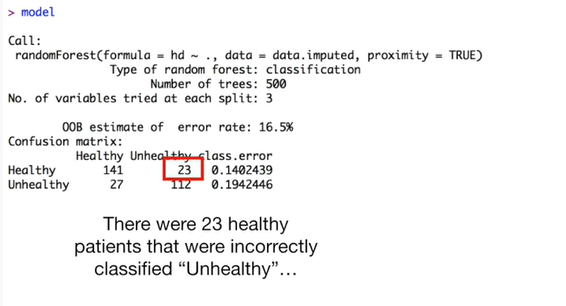 > model
Call:
randomForest(formula = hd ~ ., data = data.imputed, proximity = TRUE)
Type of random forest: classification
Number of trees: 500
No. of variables tried at each split: 3
OOB estimate of error rate: 16.5%
Confusion matrix:
Healthy Unhealthy class.error
Healthy 141 23 0.1402439
Unhealthy 27 112 0.1942446
There were 23 healthy
patients that were incorrectly
classified “Unhealthy”…